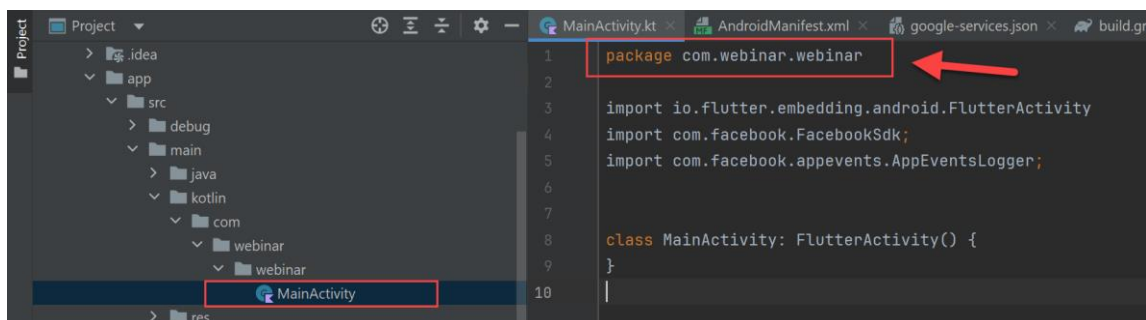 Project
Project
.idea
app
src
debug
main
java
kotlin
com
webinar
webinar
MainActivity
res
MainActivity.kt
AndroidManifest.xml
google-services.json
build.gr
1 package com.webinar.webinar
2
3 import io.flutter.embedding.android.FlutterActivity
4 import com.facebook.FacebookSdk;
5 import com.facebook.appevents.AppEventsLogger;
6
7
8 class MainActivity: FlutterActivity() {
9 }
10